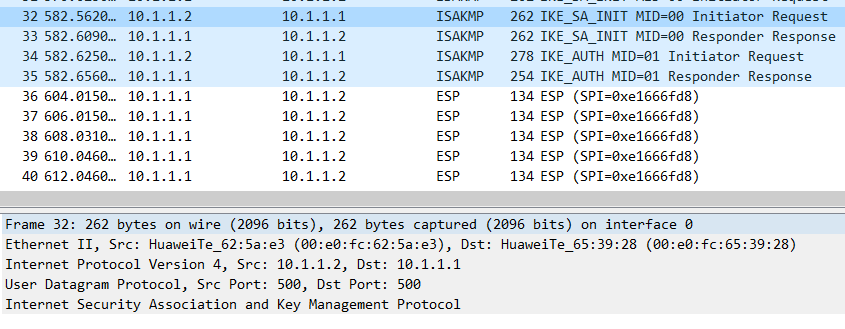 32 582.5620… 10.1.1.2 10.1.1.1 ISAKMP 262 IKE_SA_INIT MID=00 Initiator Request
33 582.6090… 10.1.1.1 10.1.1.2 ISAKMP 262 IKE_SA_INIT MID=00 Responder Response
34 582.6250… 10.1.1.2 10.1.1.1 ISAKMP 278 IKE_AUTH MID=01 Initiator Request
35 582.6560… 10.1.1.1 10.1.1.2 ISAKMP 254 IKE_AUTH MID=01 Responder Response
36 604.0150… 10.1.1.1 10.1.1.2 ESP 134 ESP (SPI=0xe1666fd8)
37 606.0150… 10.1.1.1 10.1.1.2 ESP 134 ESP (SPI=0xe1666fd8)
38 608.0310… 10.1.1.1 10.1.1.2 ESP 134 ESP (SPI=0xe1666fd8)
39 610.0460… 10.1.1.1 10.1.1.2 ESP 134 ESP (SPI=0xe1666fd8)
40 612.0460… 10.1.1.1 10.1.1.2 ESP 134 ESP (SPI=0xe1666fd8)
Frame 32: 262 bytes on wire (2096 bits), 262 bytes captured (2096 bits) on interface 0
Ethernet II, Src: HuaweiTe_62:5a:e3 (00:e0:fc:62:5a:e3), Dst: HuaweiTe_65:39:28 (00:e0:fc:65:39:28)
Internet Protocol Version 4, Src: 10.1.1.2, Dst: 10.1.1.1
User Datagram Protocol, Src Port: 500, Dst Port: 500
Internet Security Association and Key Management Protocol